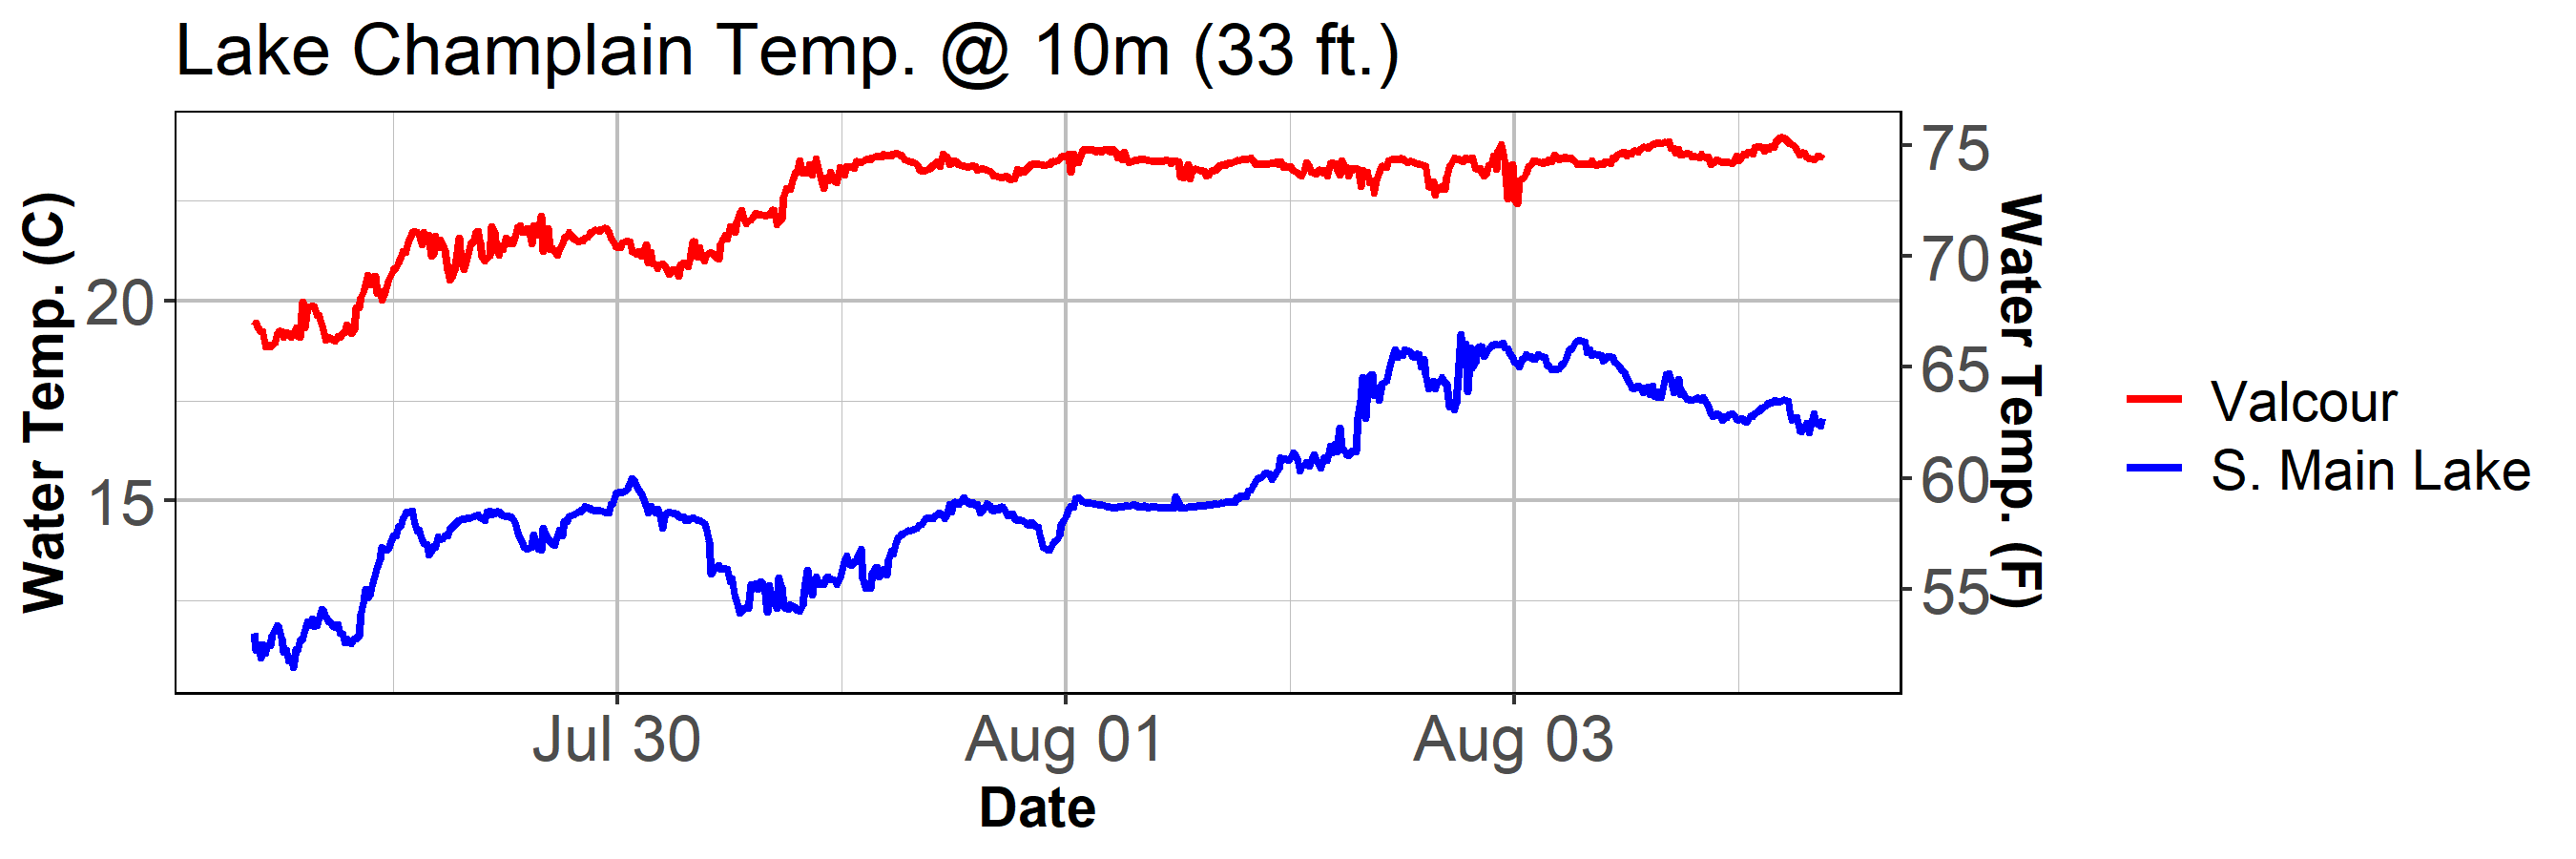 Lake Champlain Temp. @ 10m (33 ft.)
Water Temp. (C)
20
15
75
70
65
60
55
Water Temp. (F)
Jul 30
Aug 01
Aug 03
Date
Valcour
S. Main Lake